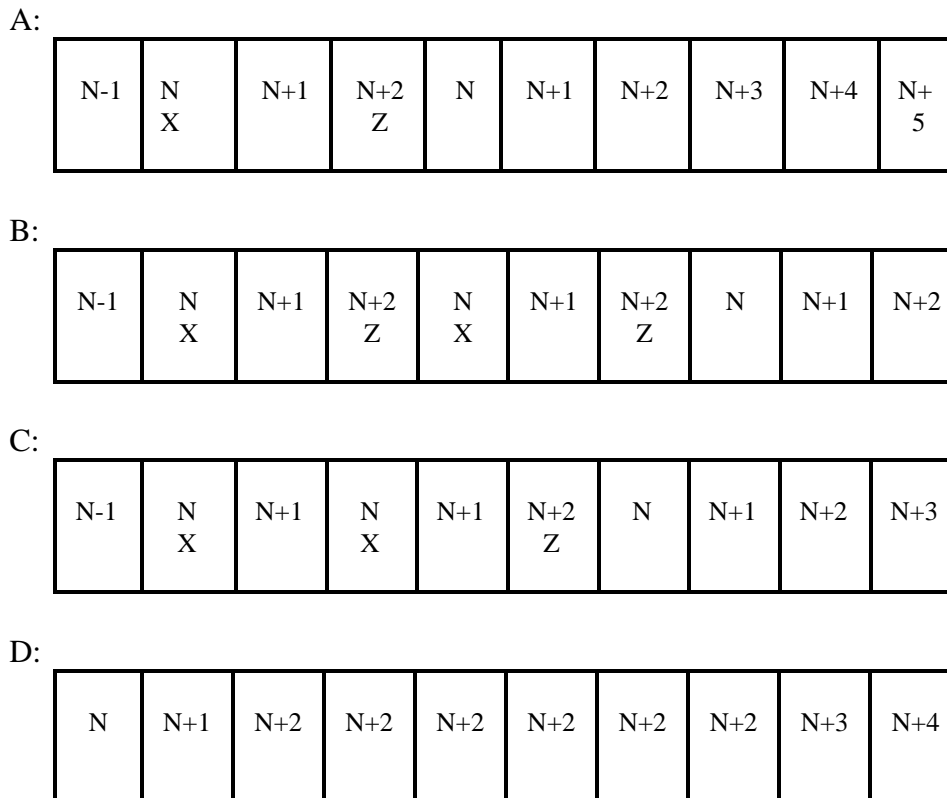 A:
N-1 N N+1 N+2 N N+1 N+2 N+3 N+4 N+
X Z 5
B:
N-1 N N+1 N+2 N N+1 N+2 N N+1 N+2
X Z X Z
C:
N-1 N N+1 N N+1 N+2 N N+1 N+2 N+3
X X Z
D:
N N+1 N+2 N+2 N+2 N+2 N+2 N+2 N+3 N+4